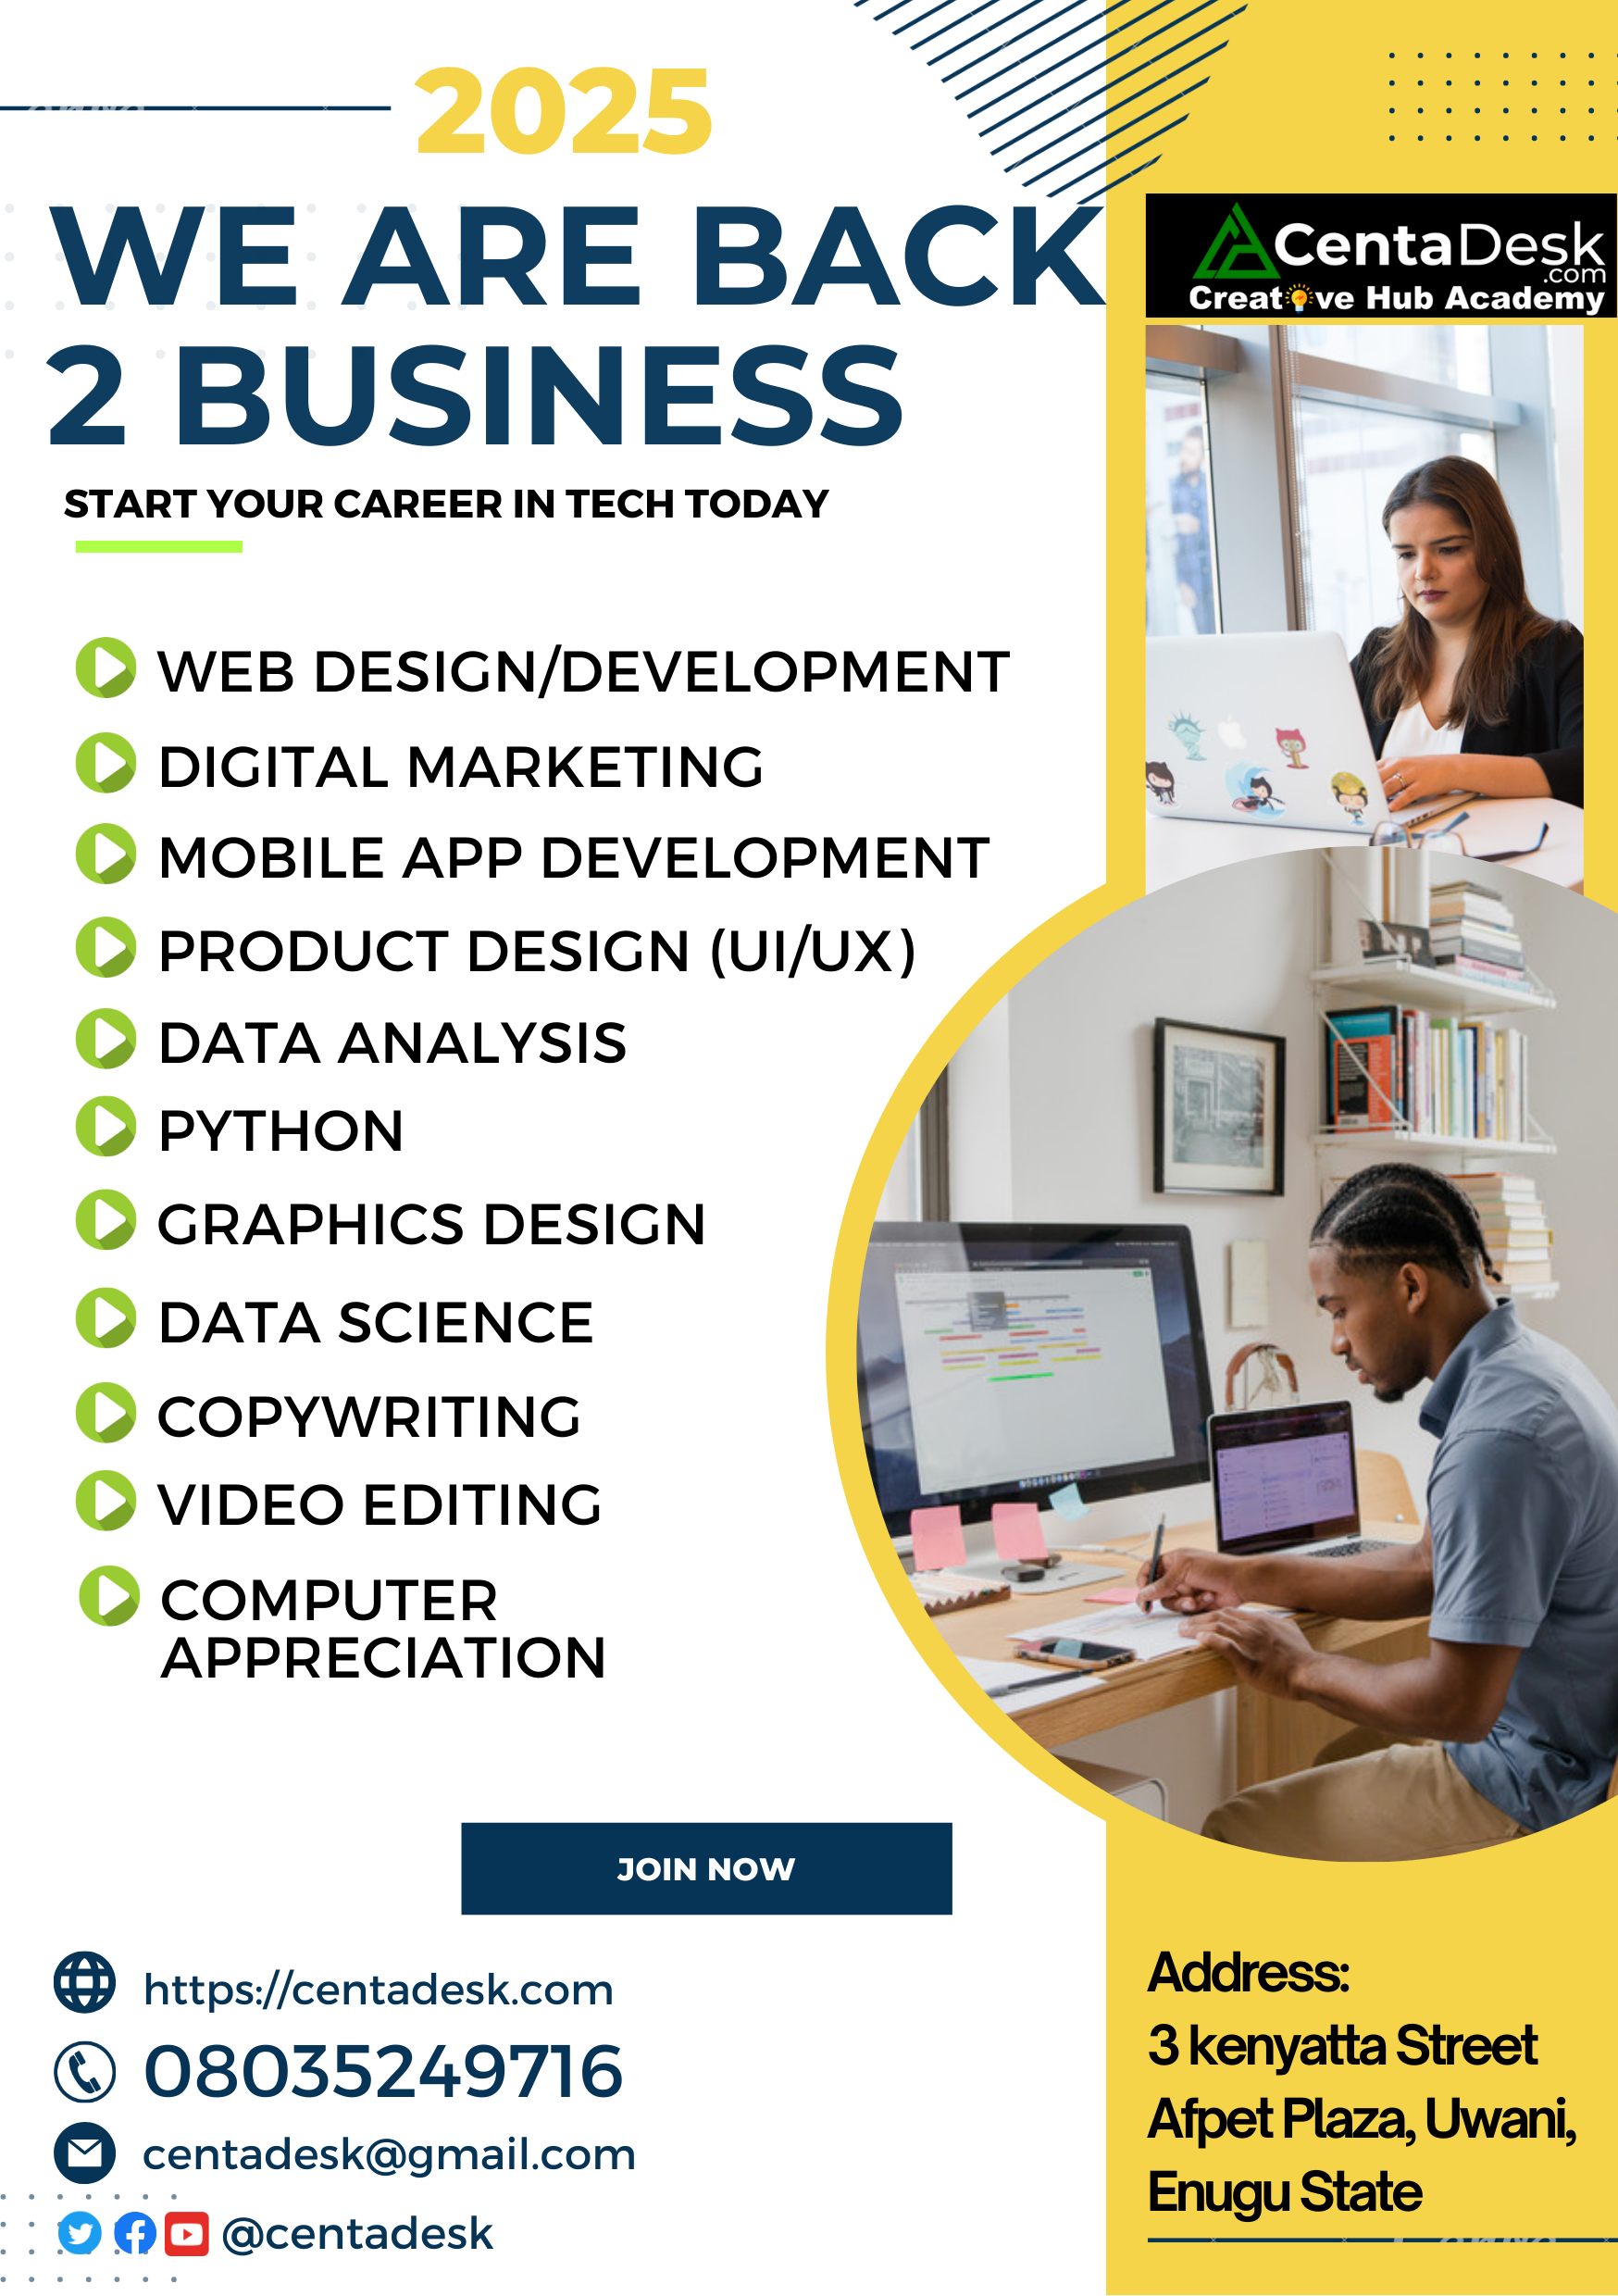 2025
WE ARE BACK
2 BUSINESS
START YOUR CAREER IN TECH TODAY
CentaDesk
.com
Creative Hub Academy
WEB DESIGN/DEVELOPMENT
DIGITAL MARKETING
MOBILE APP DEVELOPMENT
PRODUCT DESIGN (UI/UX)
DATA ANALYSIS
PYTHON
GRAPHICS DESIGN
DATA SCIENCE
COPYWRITING
VIDEO EDITING
COMPUTER
APPRECIATION
JOIN NOW
https://centadesk.com
08035249716
centadesk@gmail.com
@centadesk
Address:
3 kenyatta Street
Afpet Plaza, Uwani,
Enugu State